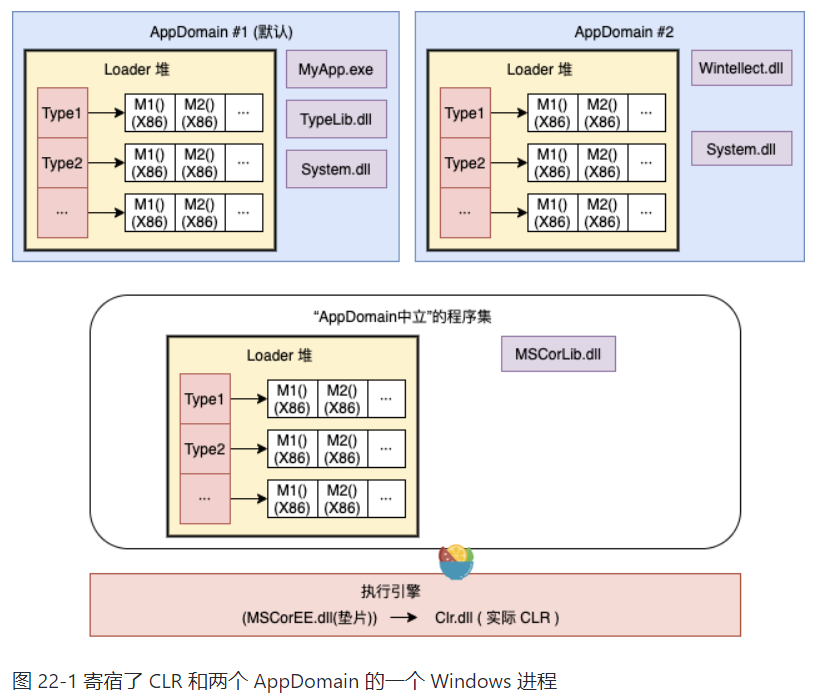 AppDomain #1 (默认)
Loader 堆
Type1
M1()
(X86)
M2()
(X86)
...
Type2
M1()
(X86)
M2()
(X86)
...
...
M1()
(X86)
M2()
(X86)
...
MyApp.exe
TypeLib.dll
System.dll
AppDomain #2
Loader 堆
Type1
M1()
(X86)
M2()
(X86)
...
Type2
M1()
(X86)
M2()
(X86)
...
...
M1()
(X86)
M2()
(X86)
...
Wintellect.dll
System.dll
“AppDomain中立”的程序集
Loader 堆
Type1
M1()
(X86)
M2()
(X86)
...
Type2
M1()
(X86)
M2()
(X86)
...
...
M1()
(X86)
M2()
(X86)
...
MSCorLib.dll
执行引擎
(MSCorEE.dll(垫片)) → Clr.dll ( 实际 CLR )
图 22-1 寄宿了 CLR 和两个 AppDomain 的一个 Windows 进程